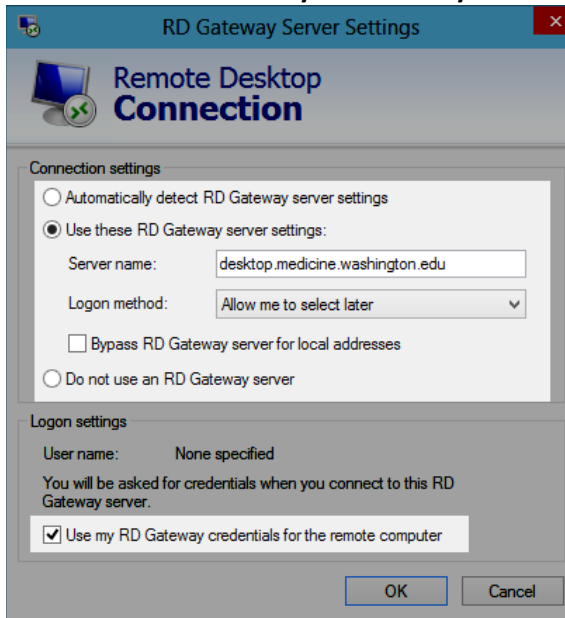 RD Gateway Server Settings
Remote Desktop
Connection
Connection settings
Automatically detect RD Gateway server settings
Use these RD Gateway server settings:
Server name: desktop.medicine.washington.edu
Logon method: Allow me to select later
Bypass RD Gateway server for local addresses
Do not use an RD Gateway server
Logon settings
User name: None specified
You will be asked for credentials when you connect to this RD
Gateway server.
Use my RD Gateway credentials for the remote computer
OK Cancel